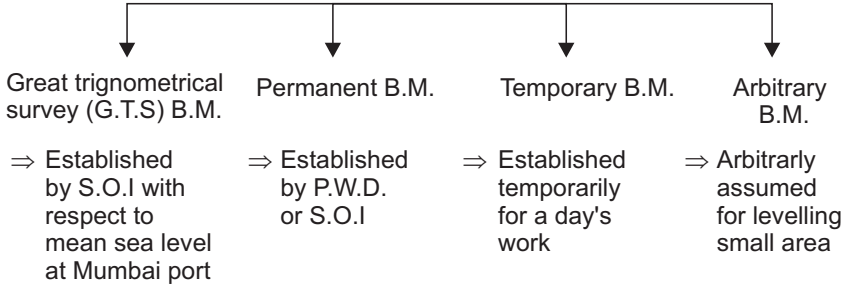 Great trignometrical
survey (G.T.S) B.M.
⇒ Established
by S.O.I with
respect to
mean sea level
at Mumbai port
Permanent B.M.
⇒ Established
by P.W.D.
or S.O.I
Temporary B.M.
⇒ Established
temporarily
for a day's
work
Arbitrary
B.M.
⇒ Arbitrarly
assumed
for levelling
small area